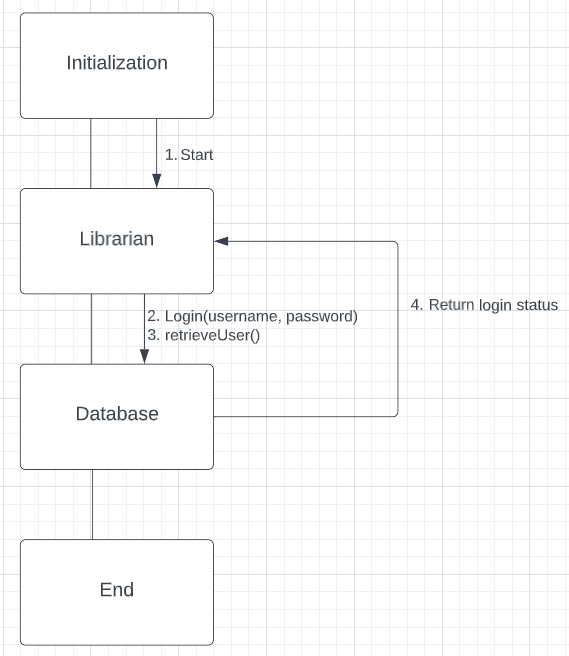 Initialization
1. Start
Librarian
2. Login(username, password)
3. retrieveUser()
4. Return login status
Database
End